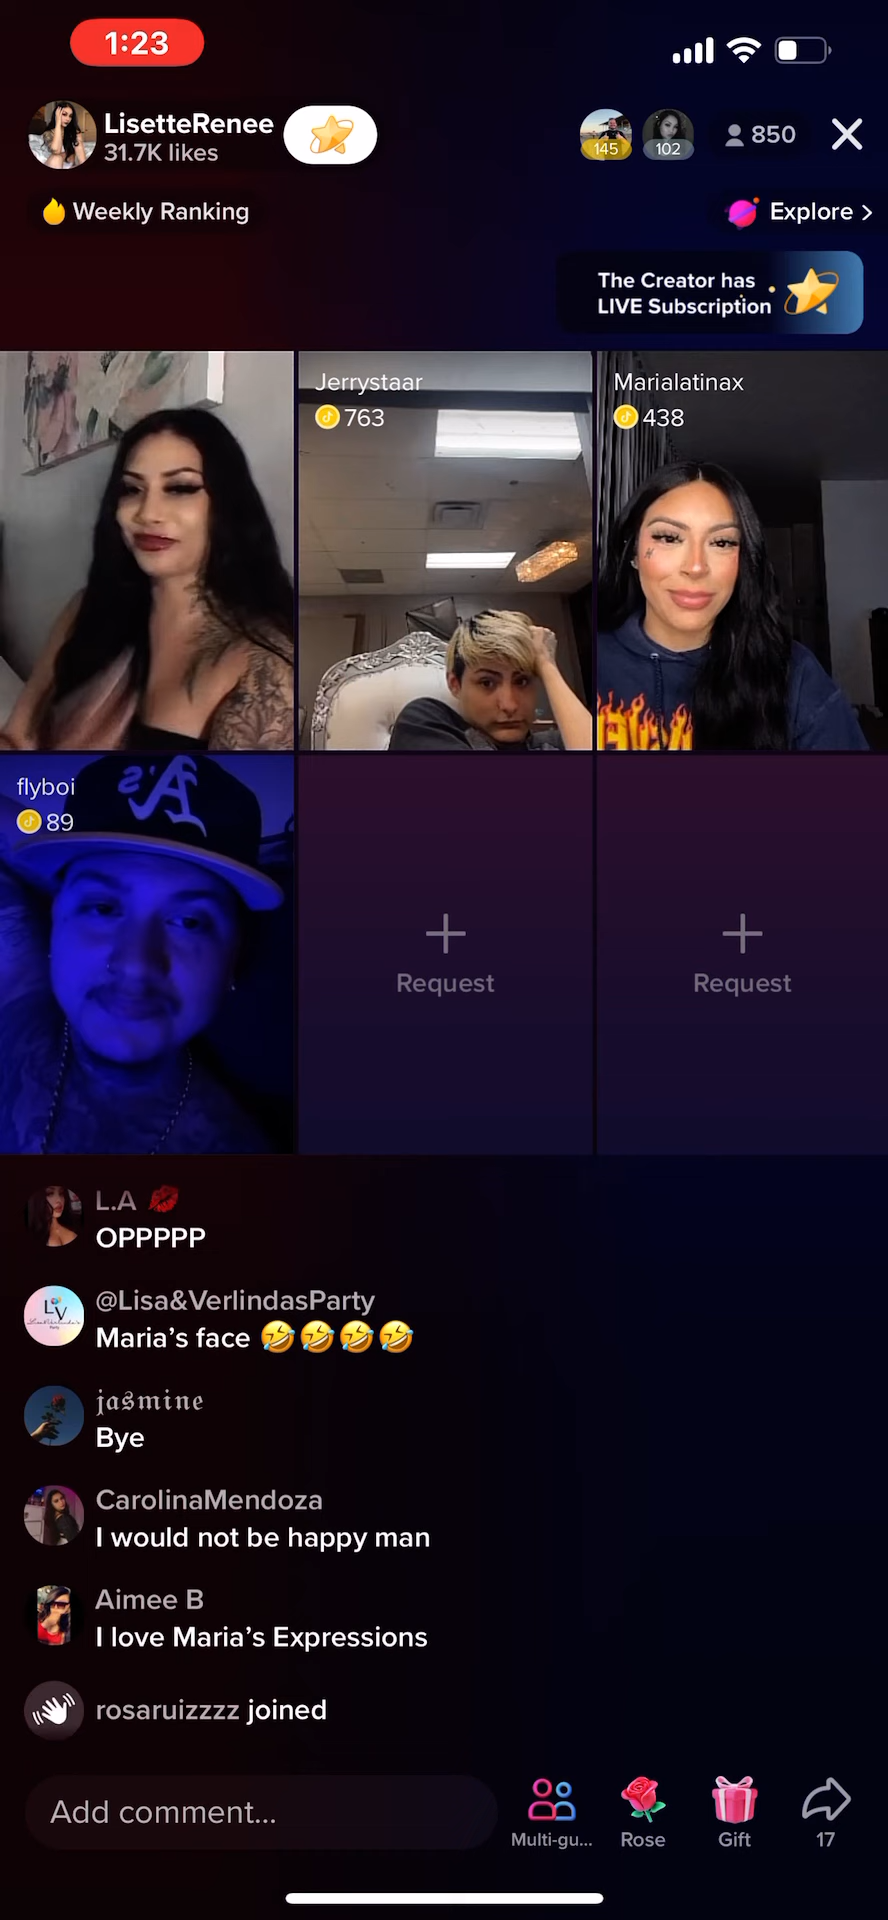 1:23
LisetteRenee
31.7K likes
145
102
850
Weekly Ranking
Explore >
The Creator has
LIVE Subscription
Jerrystaar
763
Marialatinax
438
flyboi
89
A's
Request
Request
L.A 💋
OPPPPP
@Lisa&VerlindasParty
Maria's face 🤣🤣🤣🤣
𝔧𝔞𝔰𝔪𝔦𝔫𝔢
Bye
CarolinaMendoza
I would not be happy man
Aimee B
I love Maria's Expressions
rosaruizzzz joined
Add comment...
Multi-gu...
Rose
Gift
17